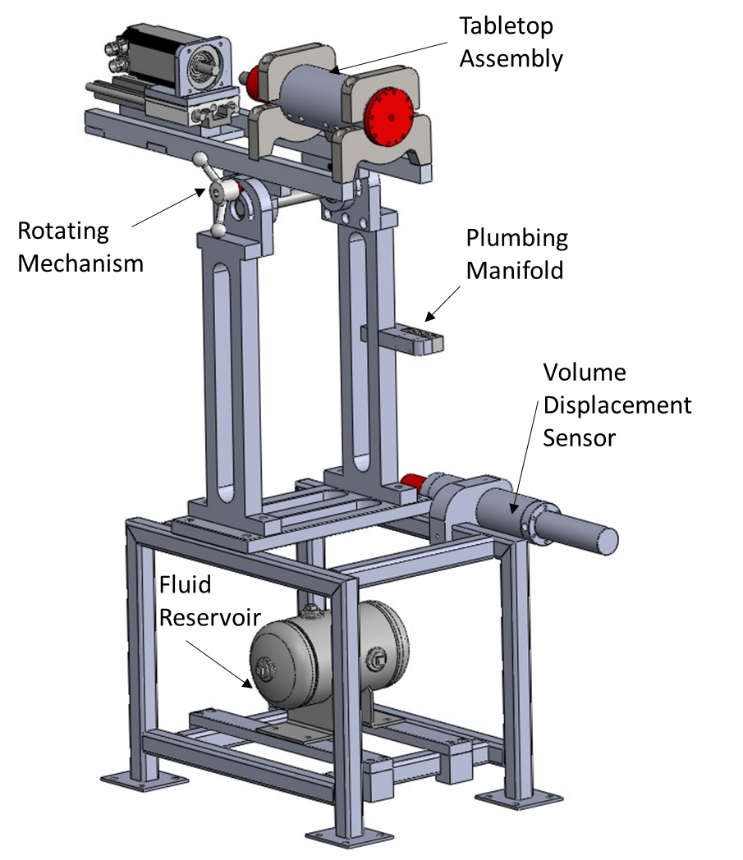 Tabletop
Assembly
Rotating
Mechanism
Plumbing
Manifold
Volume
Displacement
Sensor
Fluid
Reservoir